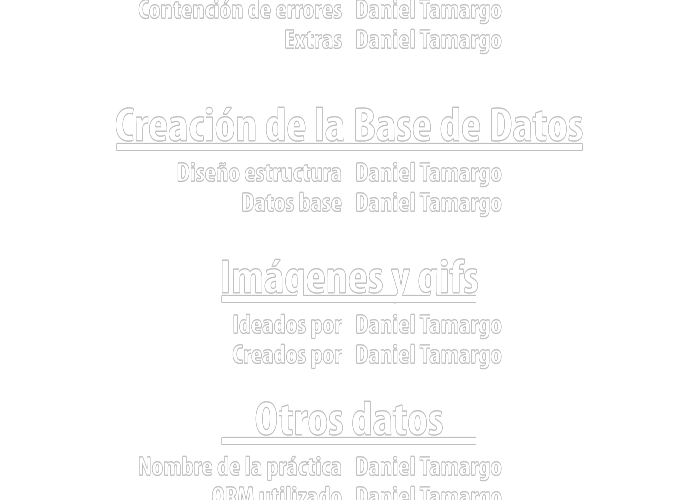 Contención de errores Daniel Tamargo
Extras Daniel Tamargo
Creación de la Base de Datos
Diseño estructura Daniel Tamargo
Datos base Daniel Tamargo
Imágenes y gifs
Ideados por Daniel Tamargo
Creados por Daniel Tamargo
Otros datos
Nombre de la práctica Daniel Tamargo
ORM utilizado Daniel Tamargo